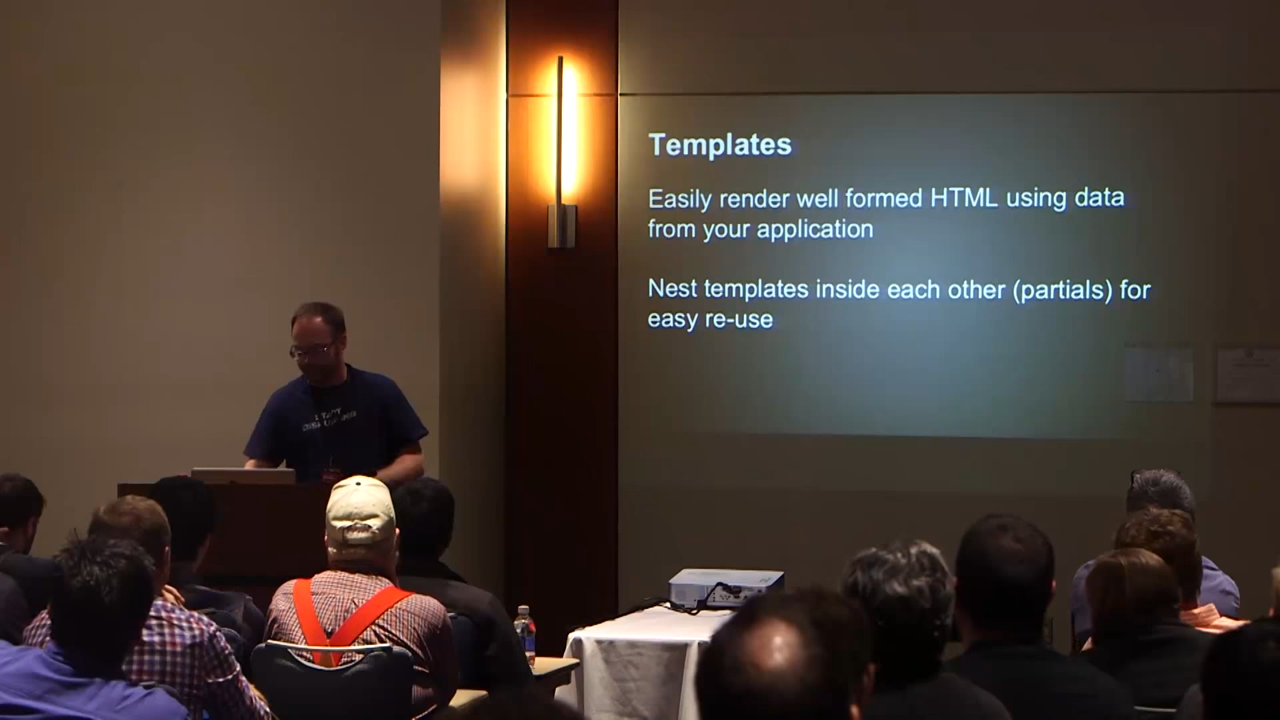 Templates
Easily render well formed HTML using data
from your application
Nest templates inside each other (partials) for
easy re-use